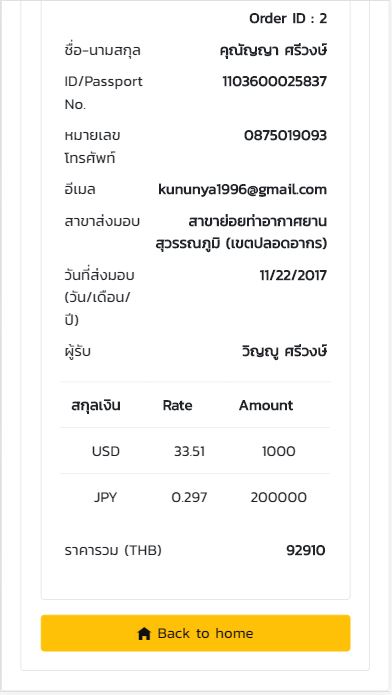 Order ID : 2
ชื่อ-นามสกุล คุณัญญา ศรีวงษ์
ID/Passport 1103600025837
No.
หมายเลข 0875019093
โทรศัพท์
อีเมล kununya1996@gmail.com
สาขาส่งมอบ สาขาย่อยท่าอากาศยาน
สุวรรณภูมิ (เขตปลอดอากร)
วันที่ส่งมอบ 11/22/2017
(วัน/เดือน/
ปี)
ผู้รับ วิญญู ศรีวงษ์
สกุลเงิน Rate Amount
USD 33.51 1000
JPY 0.297 200000
ราคารวม (THB) 92910
Back to home